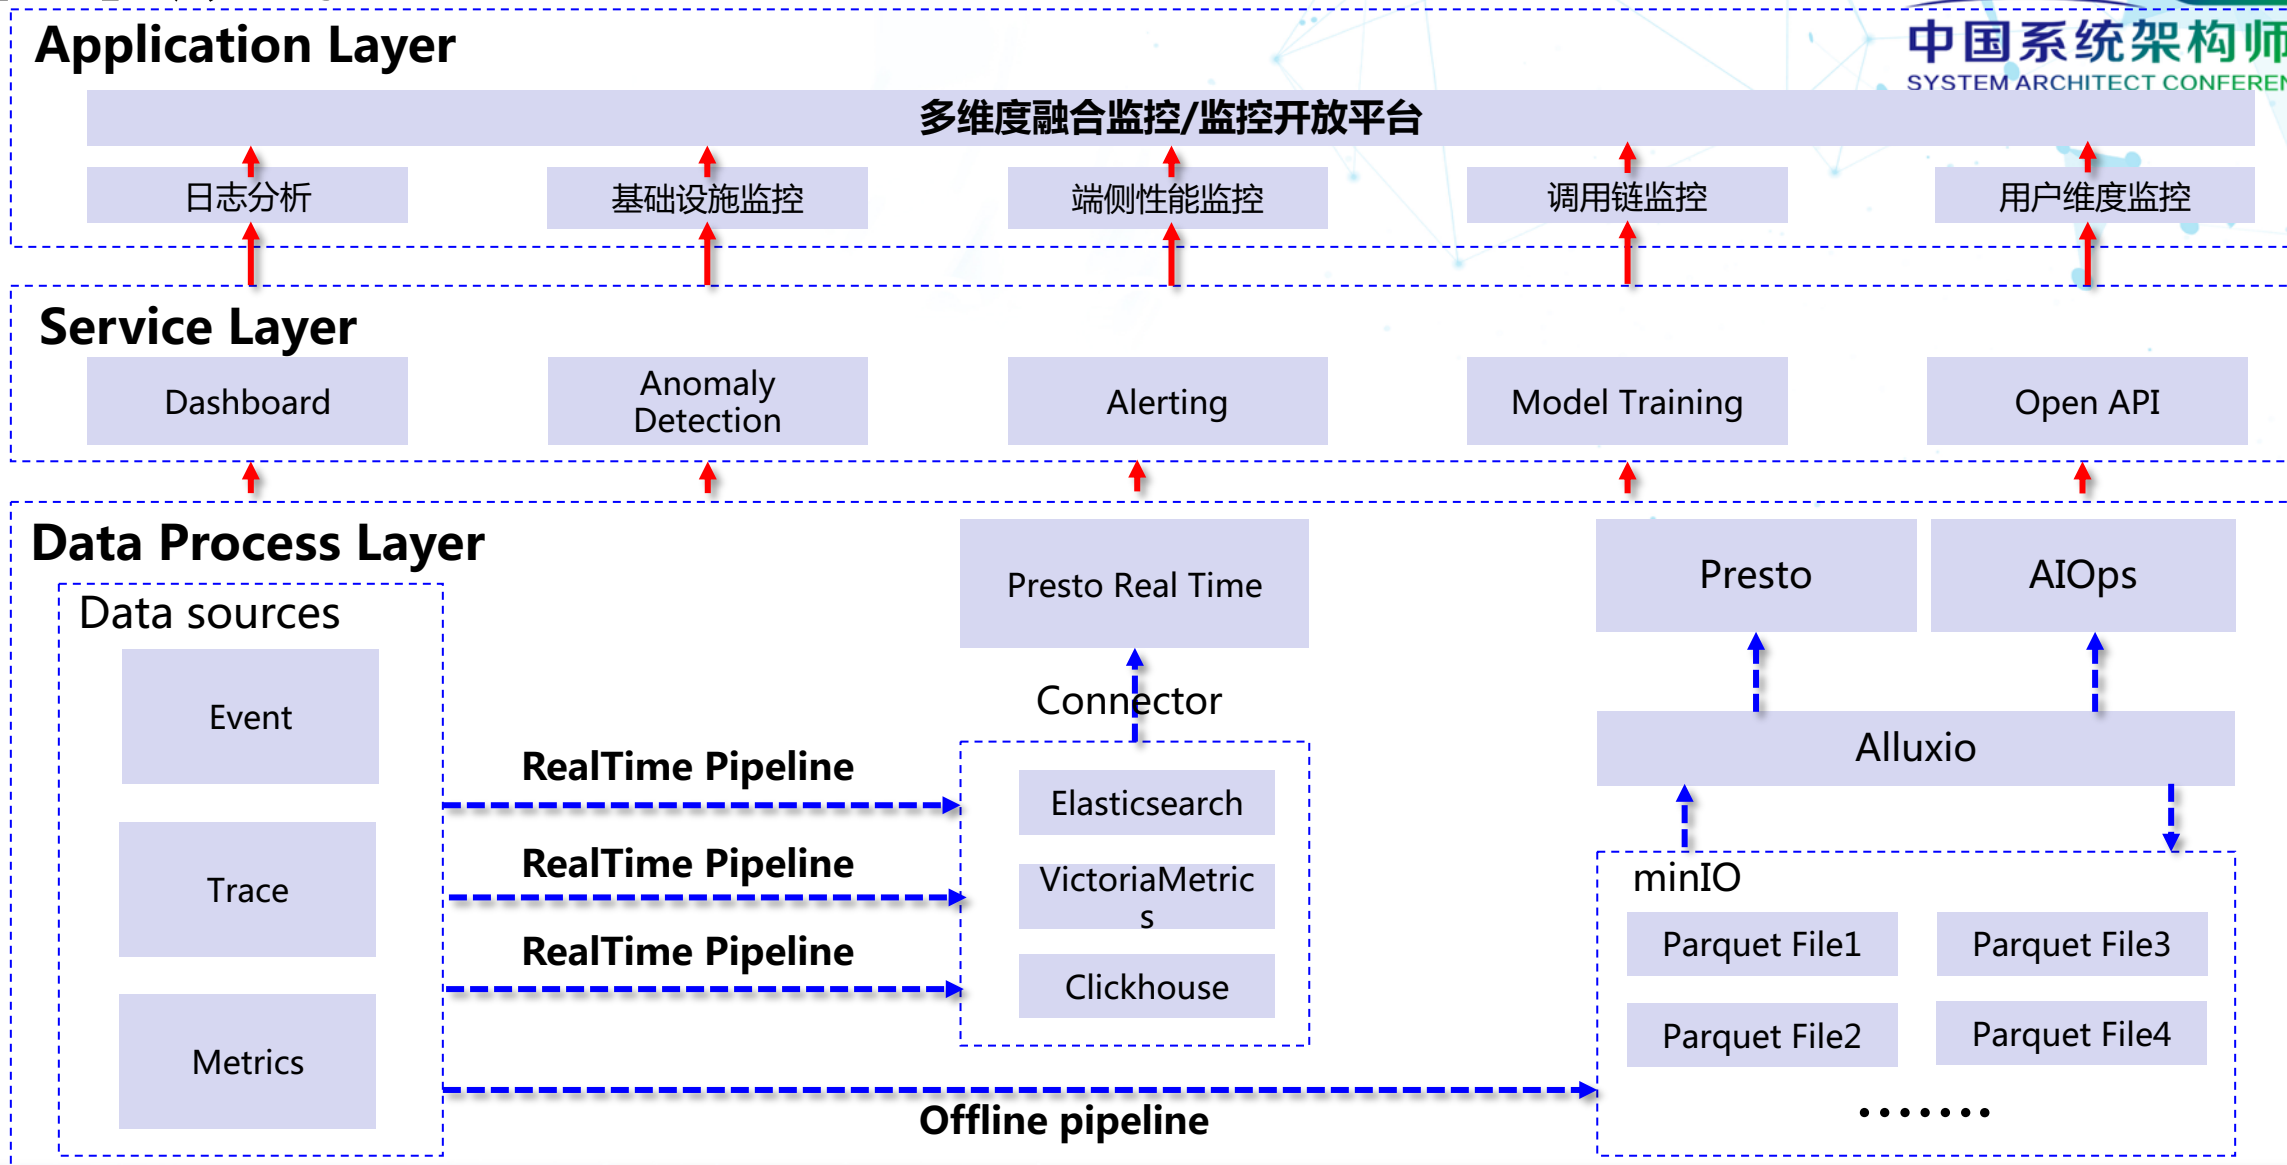 Application Layer
中国系统架构师
SYSTEM ARCHITECT CONFEREN
多维度融合监控/监控开放平台
日志分析
基础设施监控
端侧性能监控
调用链监控
用户维度监控
Service Layer
Dashboard
Anomaly
Detection
Alerting
Model Training
Open API
Data Process Layer
Data sources
Event
Trace
Metrics
RealTime Pipeline
RealTime Pipeline
RealTime Pipeline
Offline pipeline
Presto Real Time
Connector
Elasticsearch
VictoriaMetric
s
Clickhouse
Presto
AIOps
Alluxio
minIO
Parquet File1
Parquet File3
Parquet File2
Parquet File4
.......